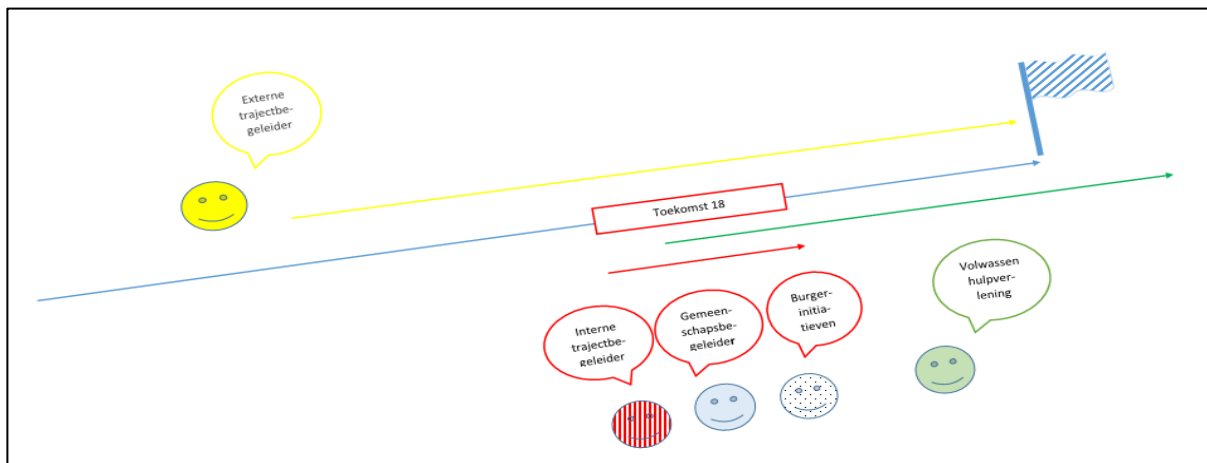 Externe
trajectbe-
geleider
Toekomst 18
Interne
trajectbe-
geleider
Gemeen-
schapsbe-
geleider
Burger-
initia-
tieven
Volwassen
hulpver-
lening